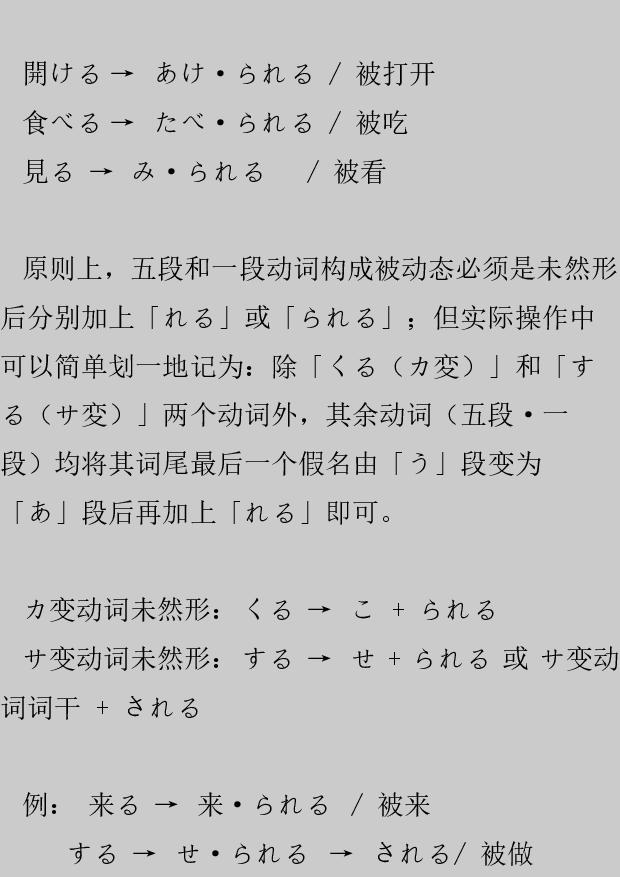 開ける → あけ・られる / 被打开
食べる → たべ・られる / 被吃
見る → み・られる / 被看
原则上，五段和一段动词构成被动态必须是未然形
后分别加上「れる」或「られる」；但实际操作中
可以简单划一地记为：除「くる（カ变）」和「す
る（サ变）」两个动词外，其余动词（五段・一
段）均将其词尾最后一个假名由「う」段变为
「あ」段后再加上「れる」即可。
カ变动词未然形：くる → こ + られる
サ变动词未然形：する → せ + られる 或 サ变动
词词干 + される
例： 来る → 来・られる / 被来
する → せ・られる → される/ 被做